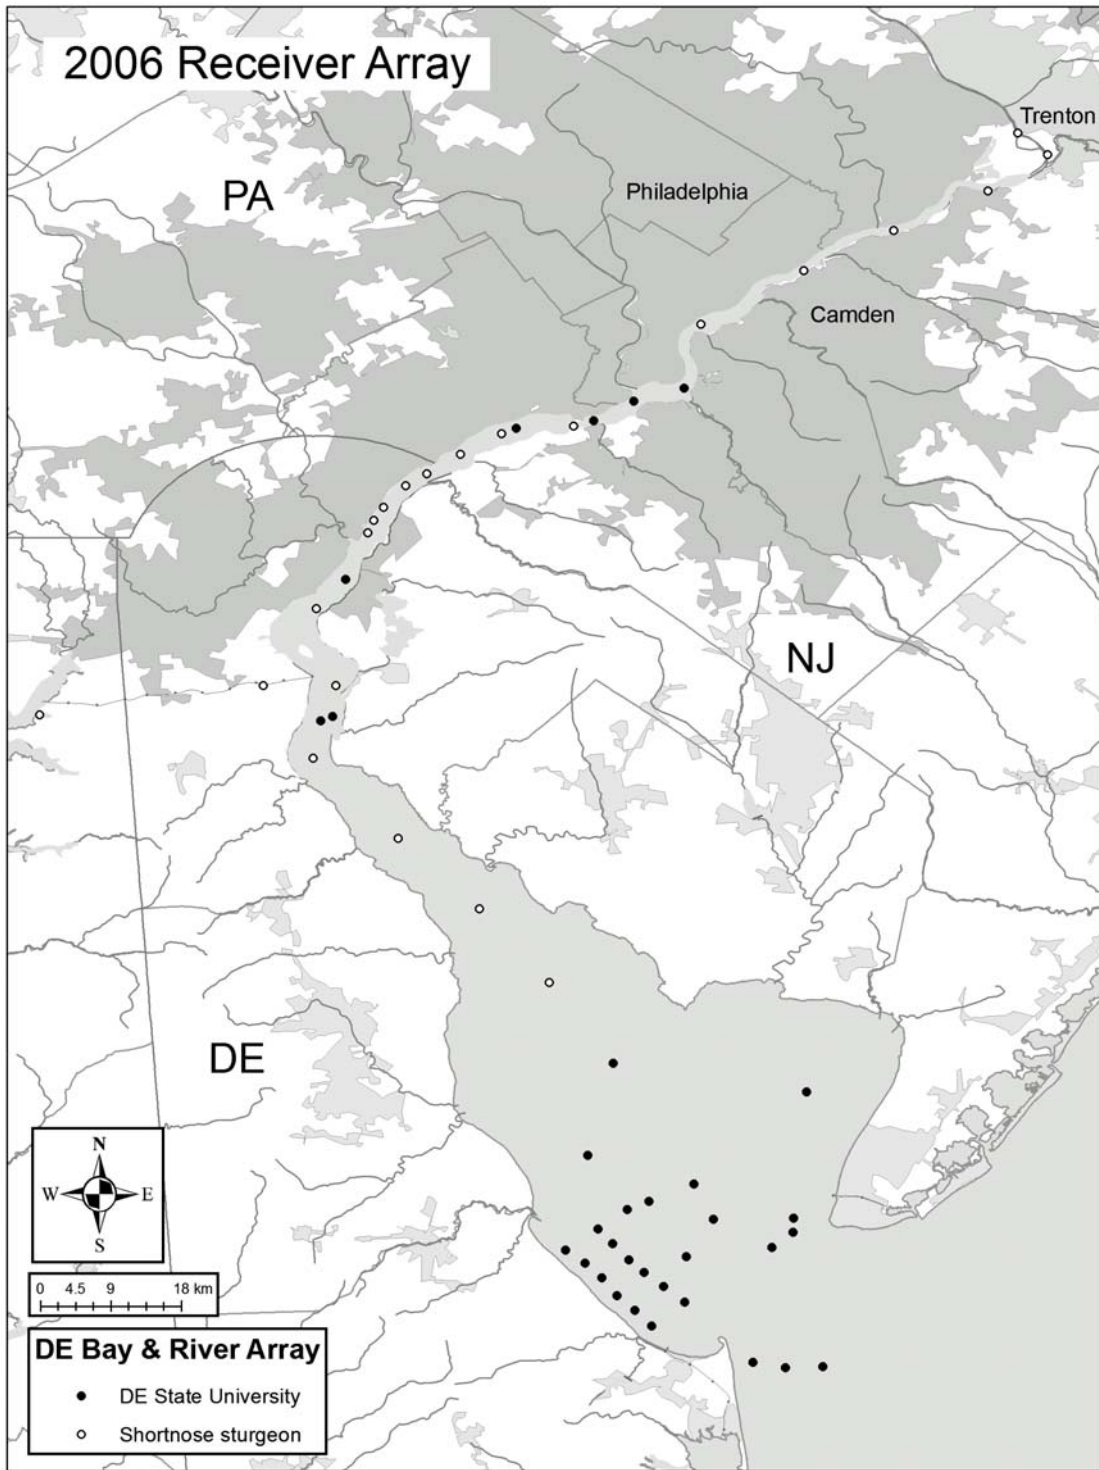 2006 Receiver Array
Trenton
PA
Philadelphia
Camden
NJ
DE
N
W E
S
0 4.5 9 18 km
DE Bay & River Array
DE State University
Shortnose sturgeon